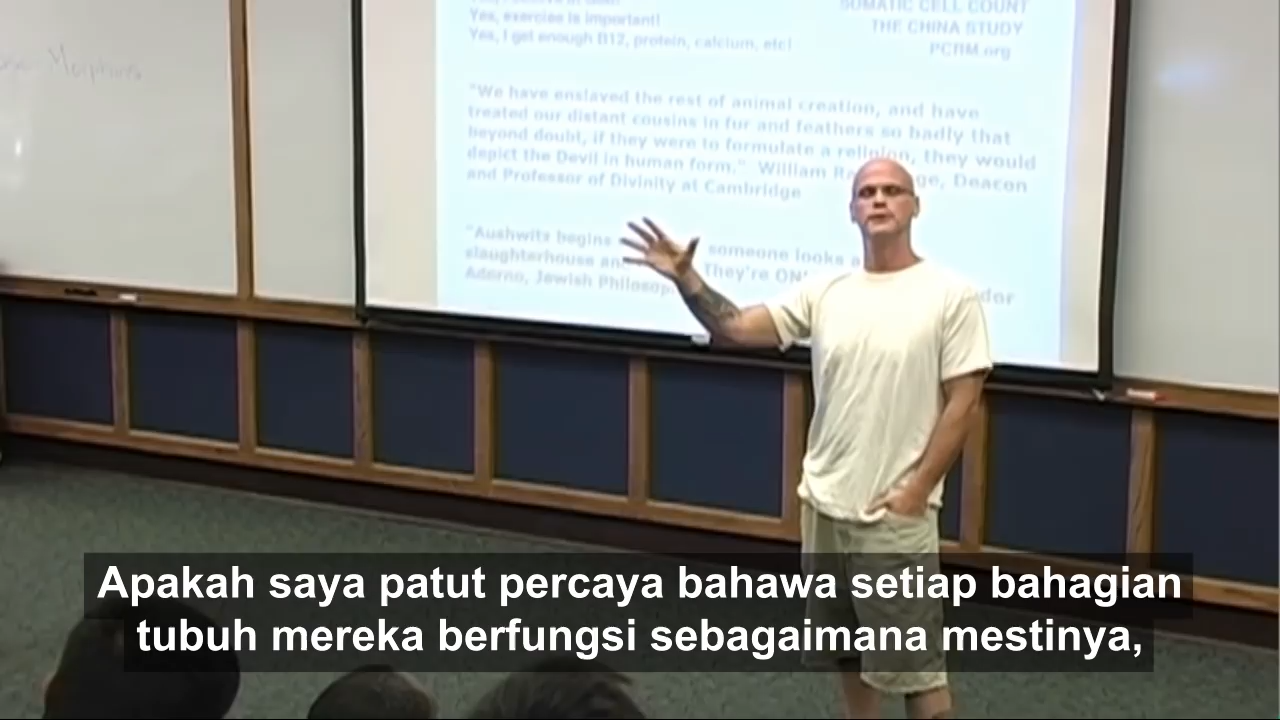 Yes, exercise is important!
Yes, I get enough B12, protein, calcium, etc!
SOMATIC CELL COUNT
THE CHINA STUDY
PCRM.org
"We have enslaved the rest of animal creation, and have
treated our distant cousins in fur and feathers so badly that
beyond doubt, if they were to formulate a religion, they would
depict the Devil in human form." William Deacon
and Professor of Divinity at Cambridge
"Aushwitz begins someone looks
slaughterhouse They're
Adorno, Jewish
Apakah saya patut percaya bahawa setiap bahagian
tubuh mereka berfungsi sebagaimana mestinya,